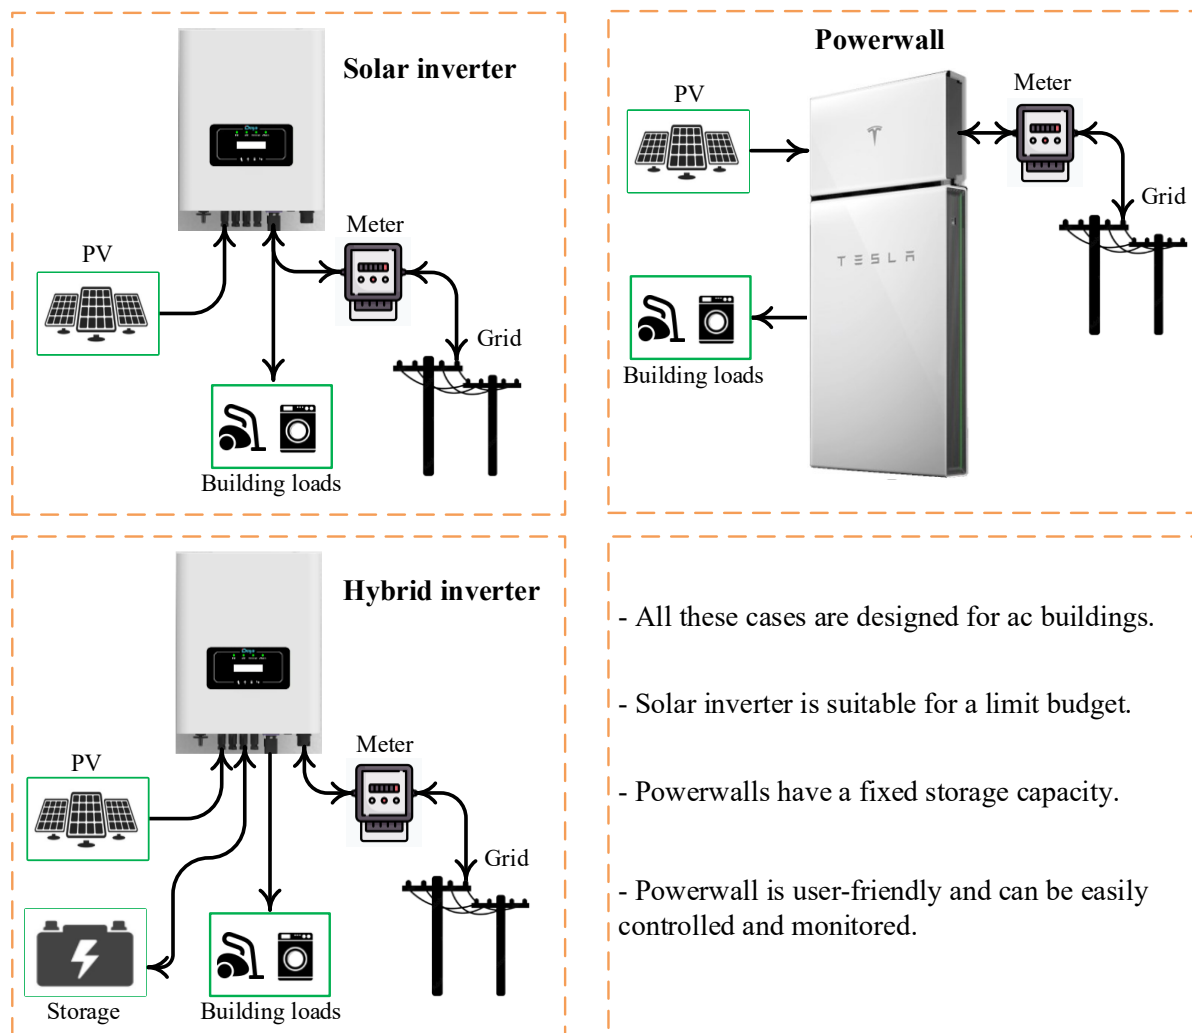 Solar inverter
Meter
PV
Grid
Building loads
Powerwall
PV
Meter
Grid
TESLA
Building loads
Hybrid inverter
Meter
PV
Grid
Storage
Building loads
- All these cases are designed for ac buildings.
- Solar inverter is suitable for a limit budget.
- Powerwalls have a fixed storage capacity.
- Powerwall is user-friendly and can be easily
controlled and monitored.